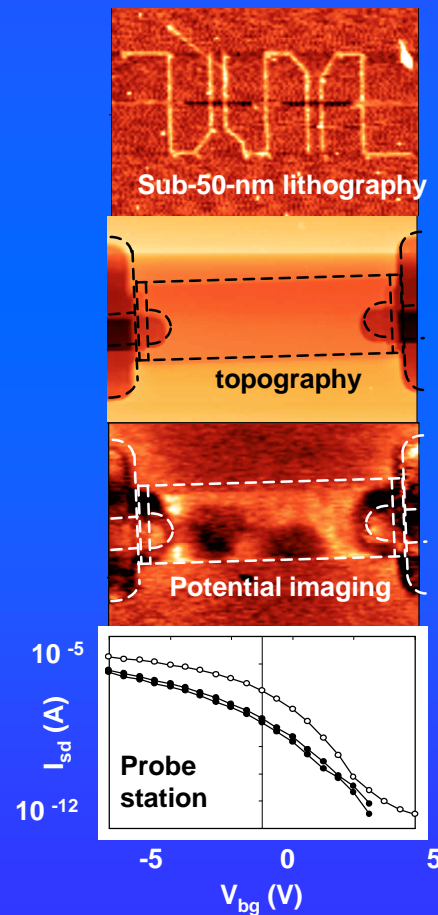 Sub-50-nm lithography
topography
Potential imaging
10 -5
I sd (A)
Probe
station
10 -12
-5 0 5
V bg (V)